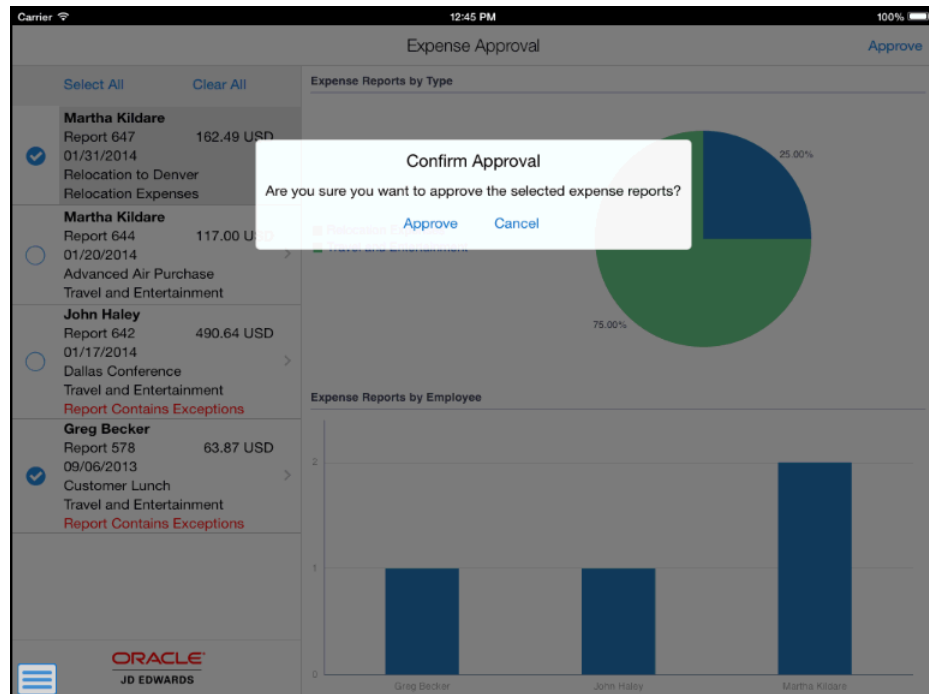 Carrier 12:45 PM 100%
Expense Approval Approve
Select All Clear All
Martha Kildare
Report 647 162.49 USD
01/31/2014
Relocation to Denver
Relocation Expenses
Martha Kildare
Report 644 117.00 USD
01/20/2014
Advanced Air Purchase
Travel and Entertainment
John Haley
Report 642 490.64 USD
01/17/2014
Dallas Conference
Travel and Entertainment
Report Contains Exceptions
Greg Becker
Report 578 63.87 USD
09/06/2013
Customer Lunch
Travel and Entertainment
Report Contains Exceptions
ORACLE
JD EDWARDS
Expense Reports by Type
Confirm Approval
Are you sure you want to approve the selected expense reports?
Approve Cancel
Relocation
Travel and Entertainment
25.00%
75.00%
Expense Reports by Employee
2
1
0
Greg Becker John Haley Martha Kildare